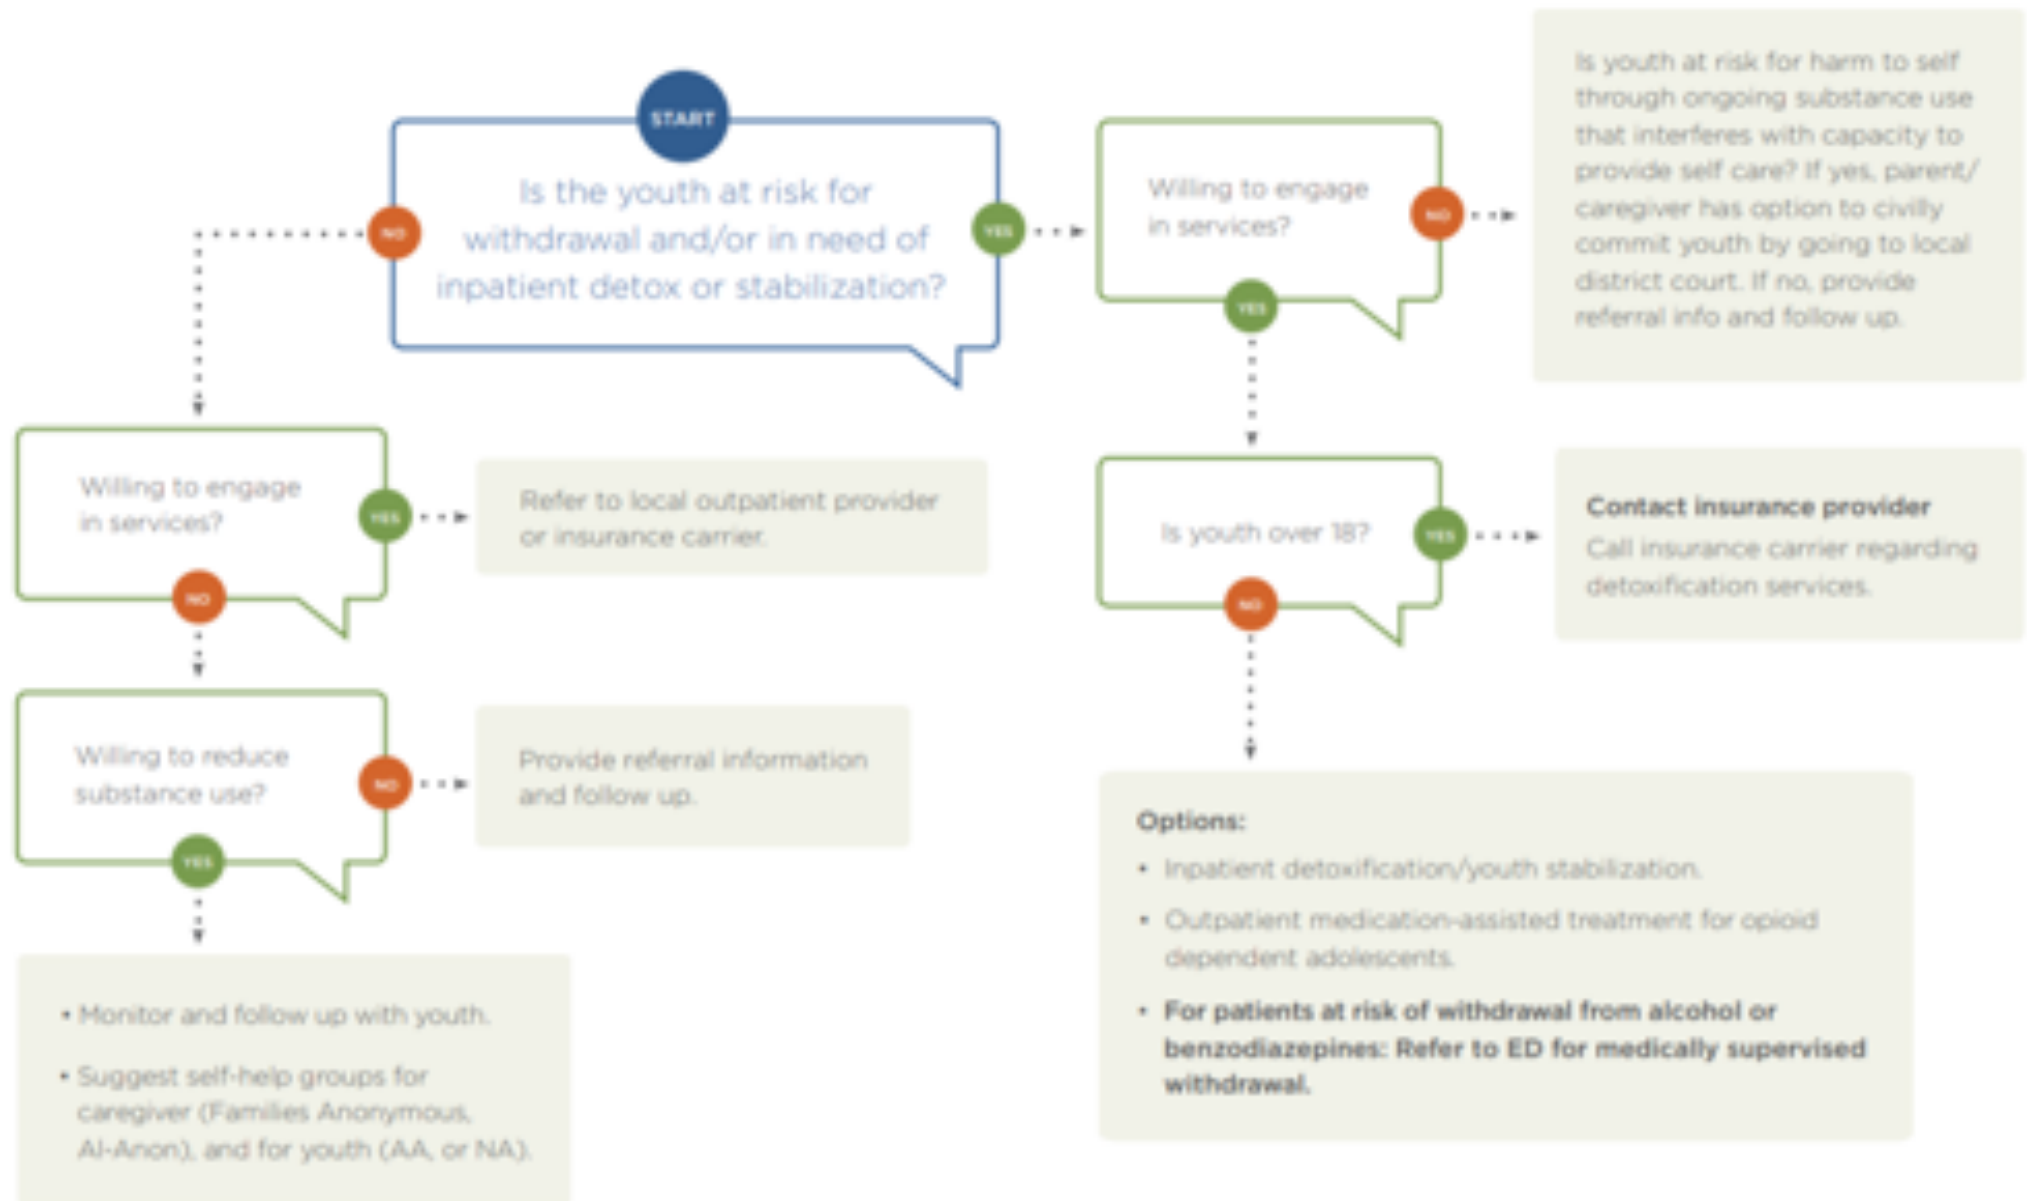 START
Is the youth at risk for
withdrawal and/or in need of
inpatient detox or stabilization?
NO
YES
Willing to engage
in services?
NO
YES
Is youth at risk for harm to self
through ongoing substance use
that interferes with capacity to
provide self care? If yes, parent/
caregiver has option to civilly
commit youth by going to local
district court. If no, provide
referral info and follow up.
Willing to engage
in services?
YES
NO
Refer to local outpatient provider
or insurance carrier.
Is youth over 18?
YES
NO
Contact insurance provider
Call insurance carrier regarding
detoxification services.
Willing to reduce
substance use?
NO
YES
Provide referral information
and follow up.
• Monitor and follow up with youth.
• Suggest self-help groups for
caregiver (Families Anonymous,
Al-Anon), and for youth (AA, or NA).
Options:
• Inpatient detoxification/youth stabilization.
• Outpatient medication-assisted treatment for opioid
dependent adolescents.
• For patients at risk of withdrawal from alcohol or
benzodiazepines: Refer to ED for medically supervised
withdrawal.